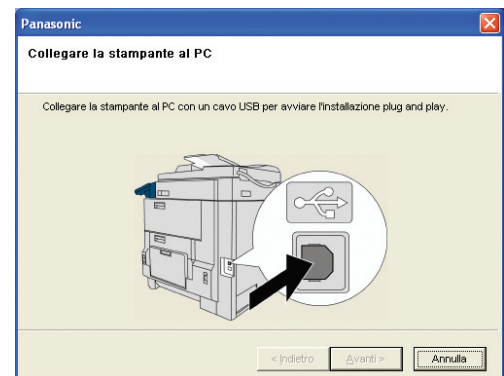 Panasonic
Collegare la stampante al PC
Collegare la stampante al PC con un cavo USB per avviare l'installazione plug and play.
< Indietro Avanti > Annulla